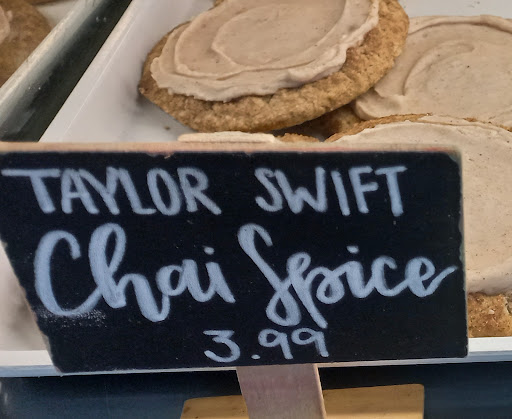 TAYLOR SWIFT
Chai Spice
3.99